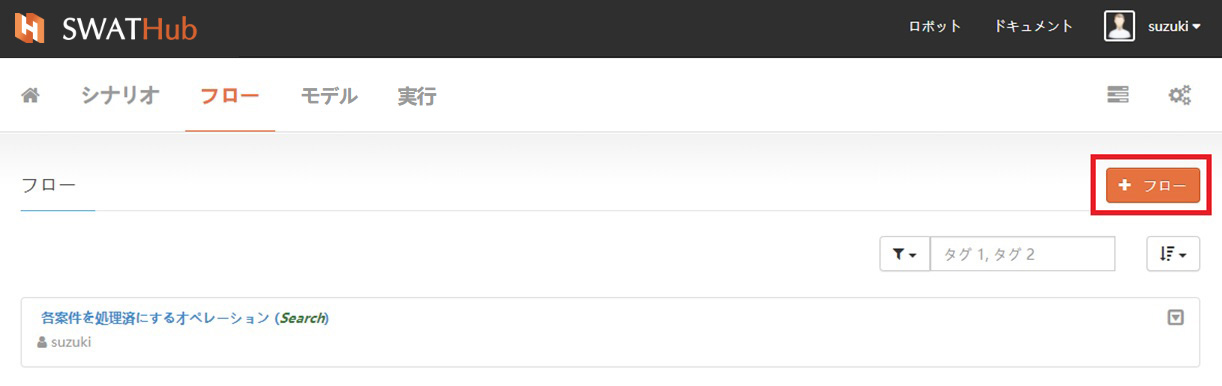 SWATHub ロボット ドキュメント suzuki
シナリオ フロー モデル 実行
フロー
フロー
タグ 1, タグ 2
各案件を処理済にするオペレーション (Search)
suzuki